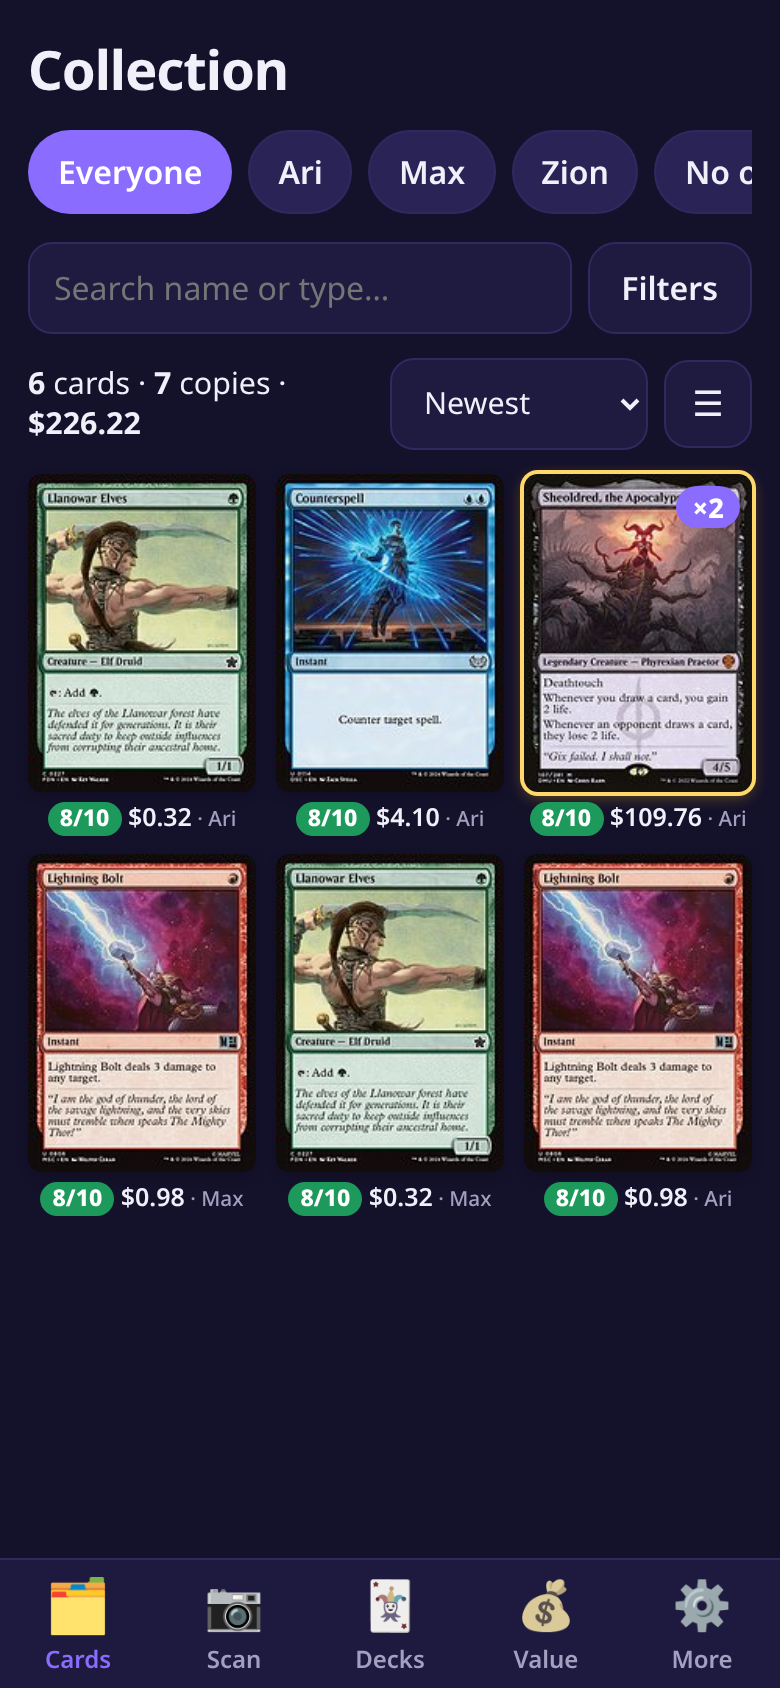 Collection
Everyone
Ari
Max
Zion
No o
Search name or type...
Filters
6 cards · 7 copies ·
$226.22
Newest
☰
Llanowar Elves
Creature — Elf Druid
: Add
The elves of the Llanowar forest have
defended it for generations. It is their
sacred duty to keep outside influences
from corrupting their ancestral home.
1/1
8/10 $0.32 · Ari
Counterspell
Instant
Counter target spell.
8/10 $4.10 · Ari
Sheoldred, the Apocalyp
×2
Legendary Creature — Phyrexian Praetor
Deathtouch
Whenever you draw a card, you gain
2 life.
Whenever an opponent draws a card,
they lose 2 life.
"Gix failed. I shall not."
4/5
8/10 $109.76 · Ari
Lightning Bolt
Instant
Lightning Bolt deals 3 damage to
any target.
"I am the god of thunder, the lord of
the savage lightning, and the very skies
must tremble when speaks The Mighty
Thor!"
8/10 $0.98 · Max
Llanowar Elves
Creature — Elf Druid
: Add
The elves of the Llanowar forest have
defended it for generations. It is their
sacred duty to keep outside influences
from corrupting their ancestral home.
1/1
8/10 $0.32 · Max
Lightning Bolt
Instant
Lightning Bolt deals 3 damage to
any target.
"I am the god of thunder, the lord of
the savage lightning, and the very skies
must tremble when speaks The Mighty
Thor!"
8/10 $0.98 · Ari
Cards
Scan
Decks
Value
More